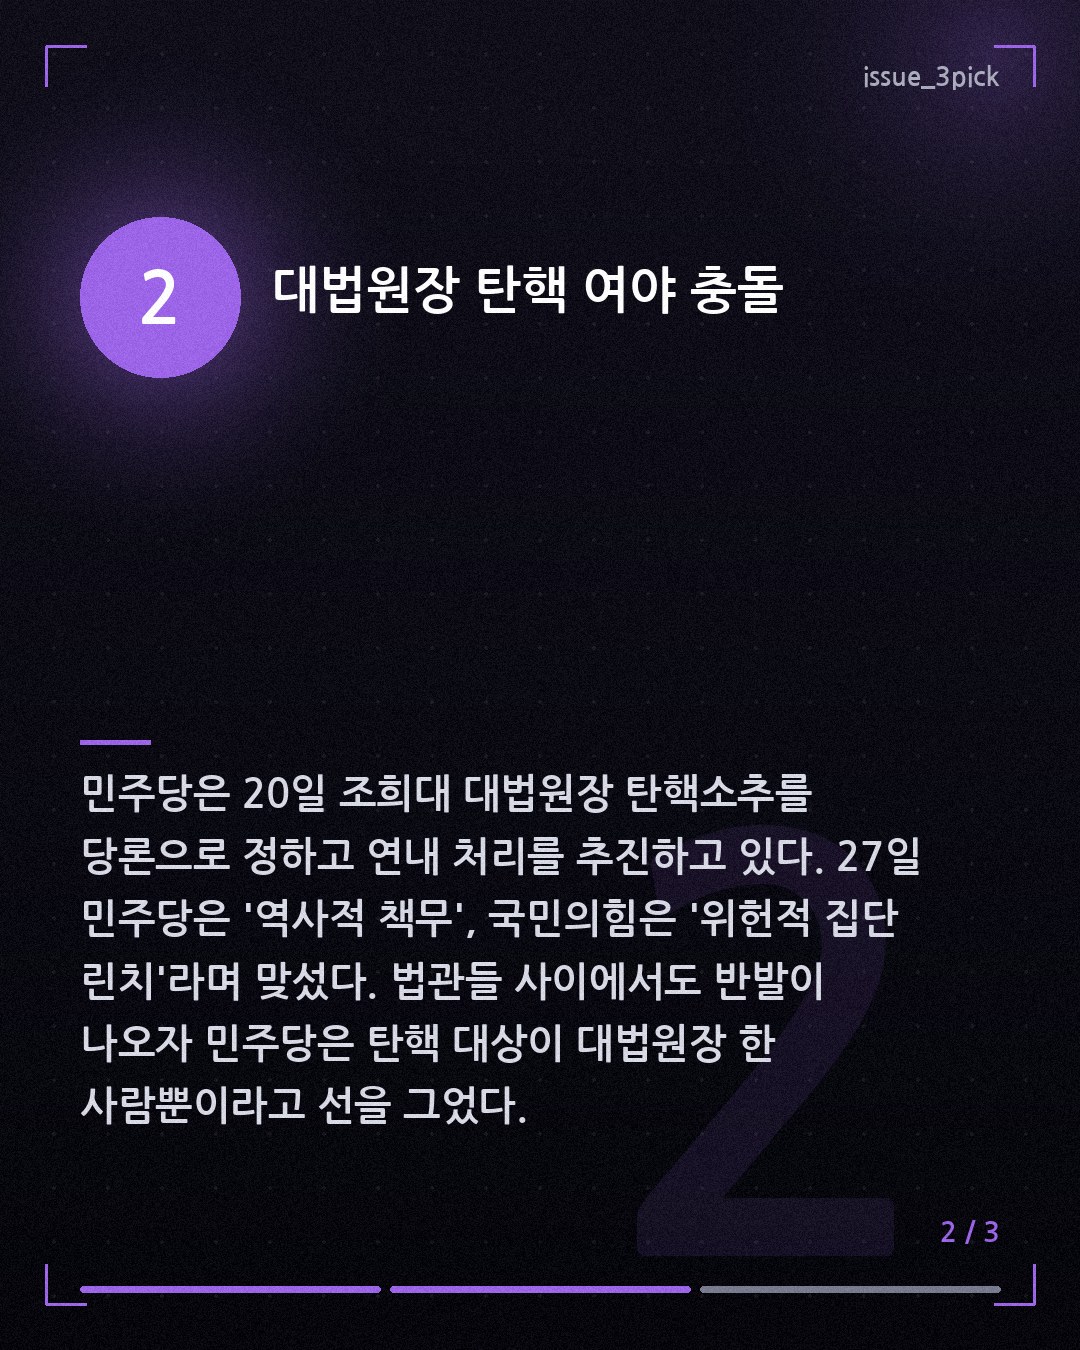 issue_3pick
2
대법원장 탄핵 여야 충돌
민주당은 20일 조희대 대법원장 탄핵소추를
당론으로 정하고 연내 처리를 추진하고 있다. 27일
민주당은 '역사적 책무', 국민의힘은 '위헌적 집단
린치'라며 맞섰다. 법관들 사이에서도 반발이
나오자 민주당은 탄핵 대상이 대법원장 한
사람뿐이라고 선을 그었다.
2
2 / 3